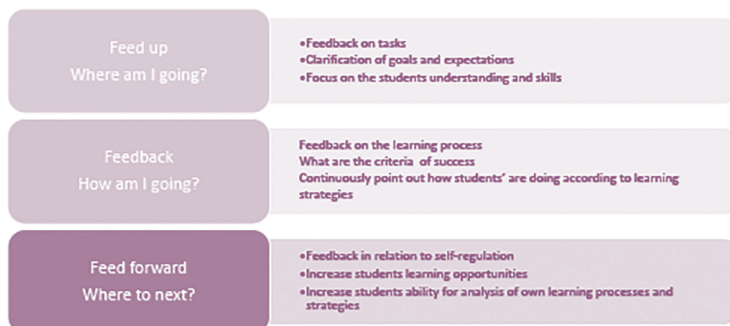 Feed up
Where am I going?
•Feedback on tasks
•Clarification of goals and expectations
•Focus on the students understanding and skills
Feedback
How am I going?
Feedback on the learning process
What are the criteria of success
Continuously point out how students' are doing according to learning
strategies
Feed forward
Where to next?
•Feedback in relation to self-regulation
•Increase students learning opportunities
•Increase students ability for analysis of own learning processes and
strategies